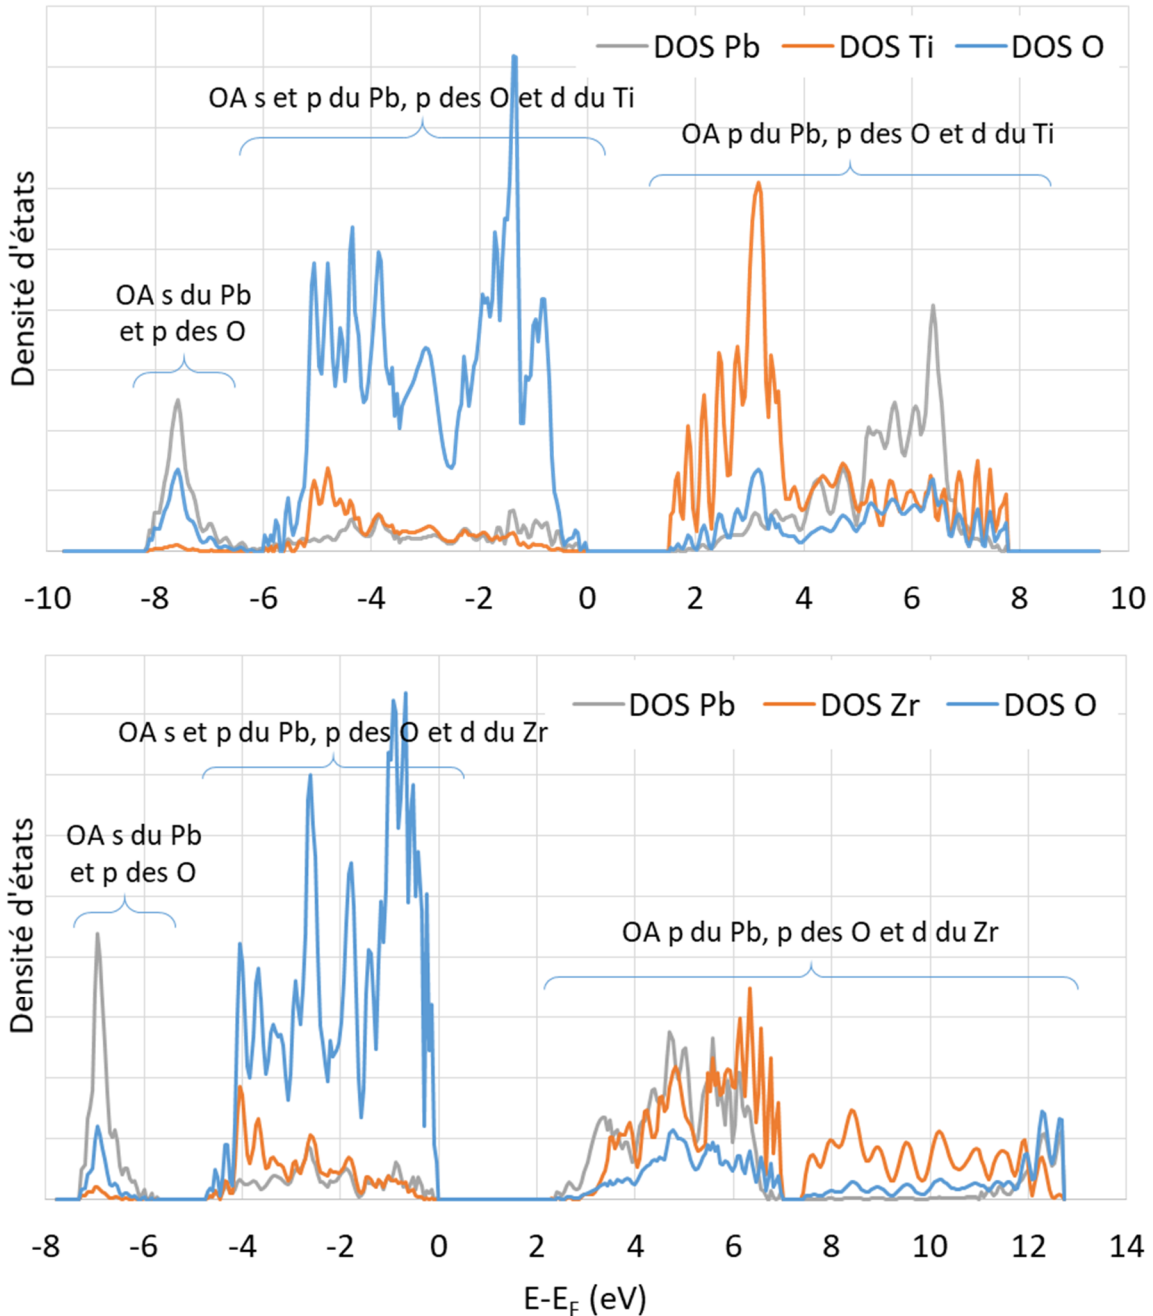 DOS Pb DOS Ti DOS O
OA s et p du Pb, p des O et d du Ti
OA p du Pb, p des O et d du Ti
OA s du Pb
et p des O
Densité d'états
-10 -8 -6 -4 -2 0 2 4 6 8 10
DOS Pb DOS Zr DOS O
OA s et p du Pb, p des O et d du Zr
OA s du Pb
et p des O
OA p du Pb, p des O et d du Zr
Densité d'états
-8 -6 -4 -2 0 2 4 6 8 10 12 14
E-E_F (eV)